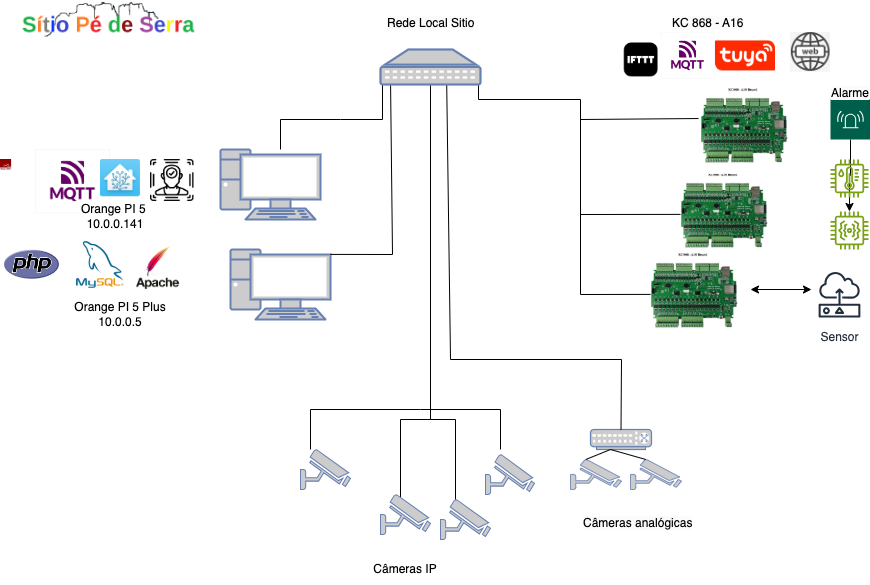 Sítio Pé de Serra
Rede Local Sitio
KC 868 - A16
IFTTT
MQTT
tuya
web
Alarme
MQTT
Orange PI 5
10.0.0.141
php
MySQL
Apache
Orange PI 5 Plus
10.0.0.5
Sensor
Câmeras analógicas
Câmeras IP